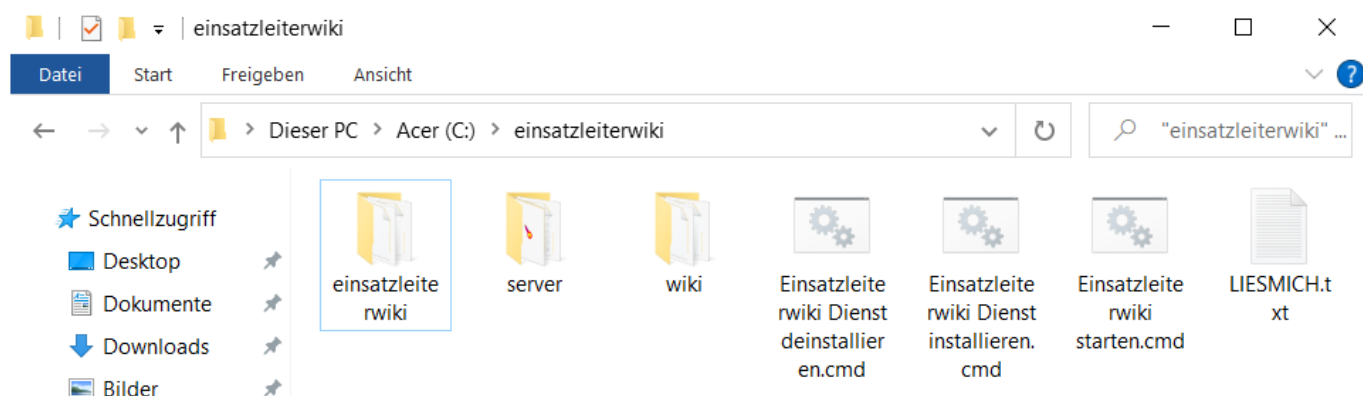 einsatzleiterwiki
Datei Start Freigeben Ansicht ?
Dieser PC > Acer (C:) > einsatzleiterwiki
"einsatzleiterwiki" ...
Schnellzugriff
Desktop
Dokumente
Downloads
Bilder
einsatzleite
rwiki
server
wiki
Einsatzleite
rwiki Dienst
deinstallier
en.cmd
Einsatzleite
rwiki Dienst
installieren.
cmd
Einsatzleite
rwiki
starten.cmd
LIESMICH.t
xt